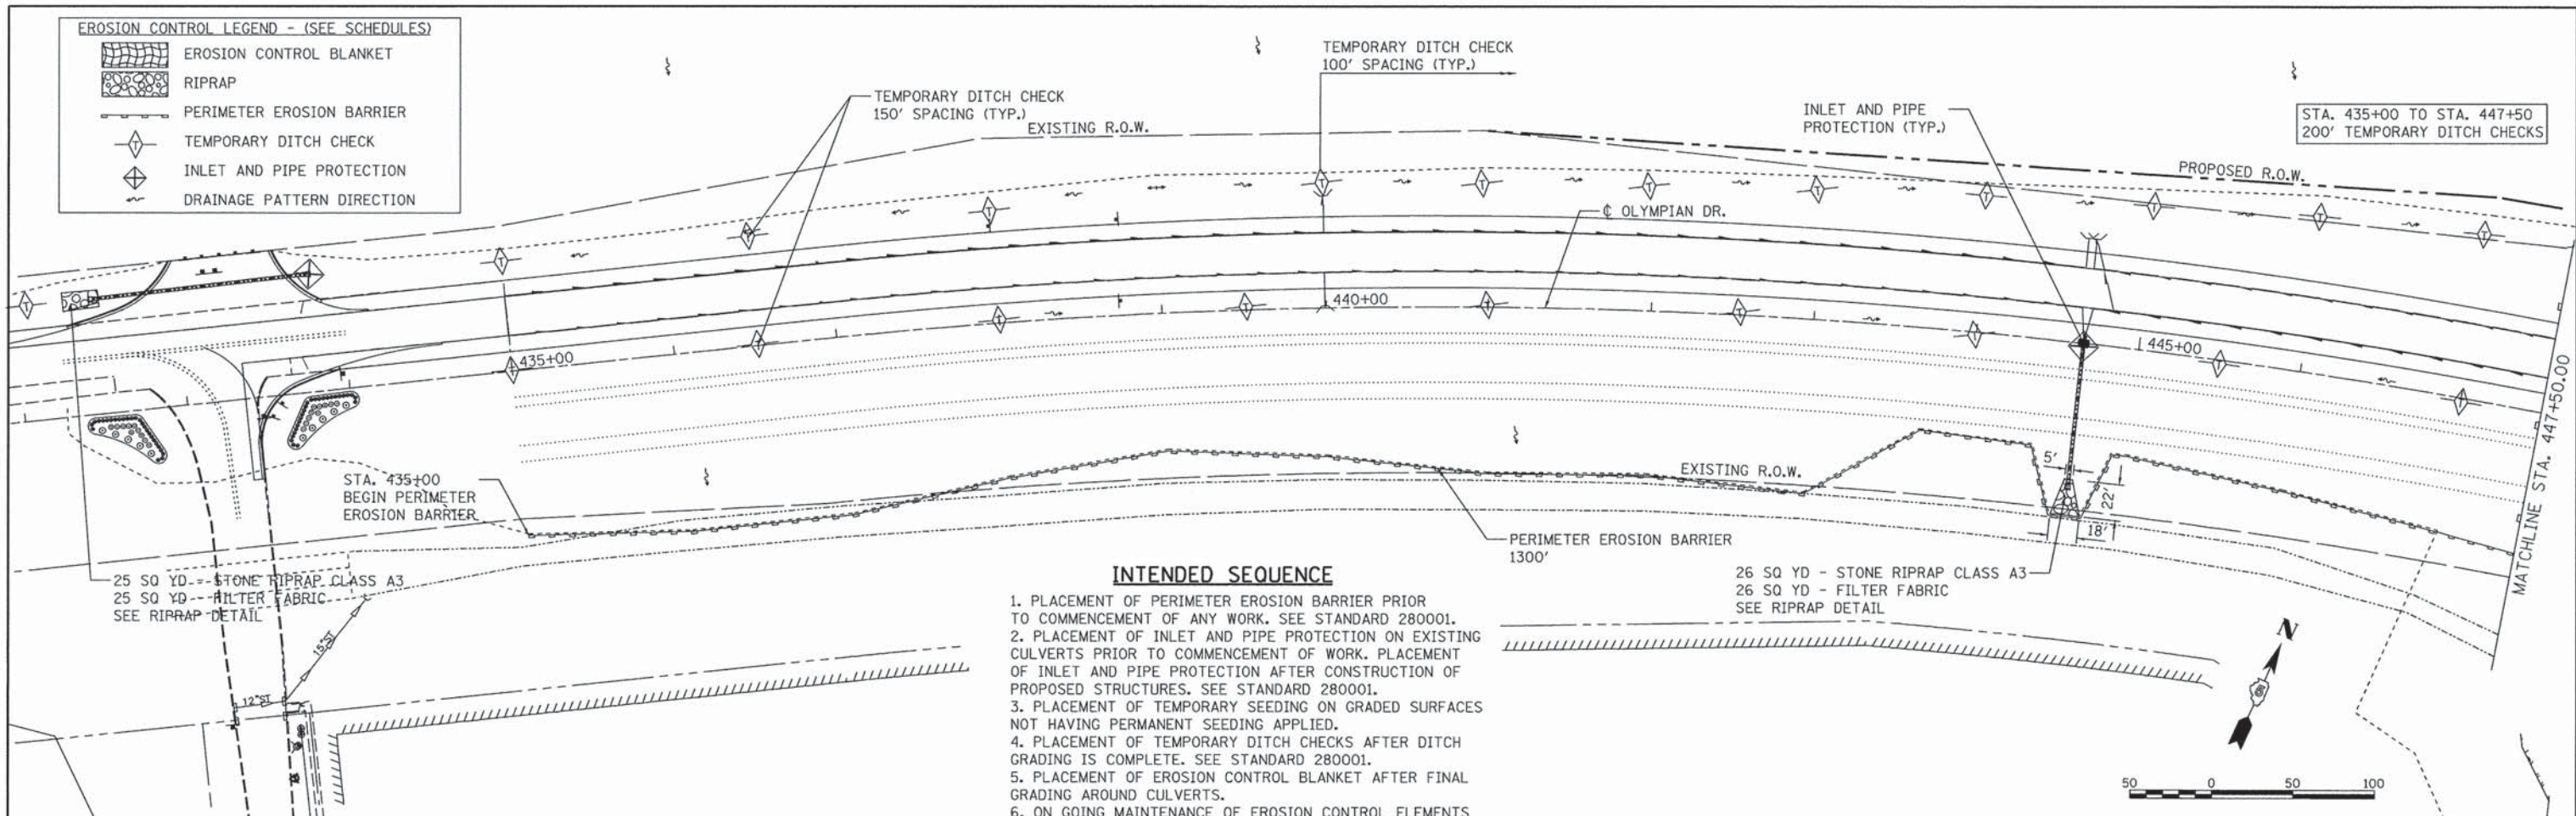 EROSION CONTROL LEGEND - (SEE SCHEDULES)
EROSION CONTROL BLANKET
RIPRAP
PERIMETER EROSION BARRIER
T
TEMPORARY DITCH CHECK
INLET AND PIPE PROTECTION
DRAINAGE PATTERN DIRECTION
TEMPORARY DITCH CHECK
150' SPACING (TYP.)
EXISTING R.O.W.
TEMPORARY DITCH CHECK
100' SPACING (TYP.)
INLET AND PIPE
PROTECTION (TYP.)
STA. 435+00 TO STA. 447+50
200' TEMPORARY DITCH CHECKS
PROPOSED R.O.W.
℄ OLYMPIAN DR.
435+00
440+00
445+00
MATCHLINE STA. 447+50.00
STA. 435+00
BEGIN PERIMETER
EROSION BARRIER
EXISTING R.O.W.
5'
22'
18'
PERIMETER EROSION BARRIER
1300'
25 SQ YD - STONE RIPRAP CLASS A3
25 SQ YD - FILTER FABRIC
SEE RIPRAP DETAIL
26 SQ YD - STONE RIPRAP CLASS A3
26 SQ YD - FILTER FABRIC
SEE RIPRAP DETAIL
15"ST
12"ST
INTENDED SEQUENCE
1. PLACEMENT OF PERIMETER EROSION BARRIER PRIOR
TO COMMENCEMENT OF ANY WORK. SEE STANDARD 280001.
2. PLACEMENT OF INLET AND PIPE PROTECTION ON EXISTING
CULVERTS PRIOR TO COMMENCEMENT OF WORK. PLACEMENT
OF INLET AND PIPE PROTECTION AFTER CONSTRUCTION OF
PROPOSED STRUCTURES. SEE STANDARD 280001.
3. PLACEMENT OF TEMPORARY SEEDING ON GRADED SURFACES
NOT HAVING PERMANENT SEEDING APPLIED.
4. PLACEMENT OF TEMPORARY DITCH CHECKS AFTER DITCH
GRADING IS COMPLETE. SEE STANDARD 280001.
5. PLACEMENT OF EROSION CONTROL BLANKET AFTER FINAL
GRADING AROUND CULVERTS.
6. ON GOING MAINTENANCE OF EROSION CONTROL ELEMENTS
N
50 0 50 100